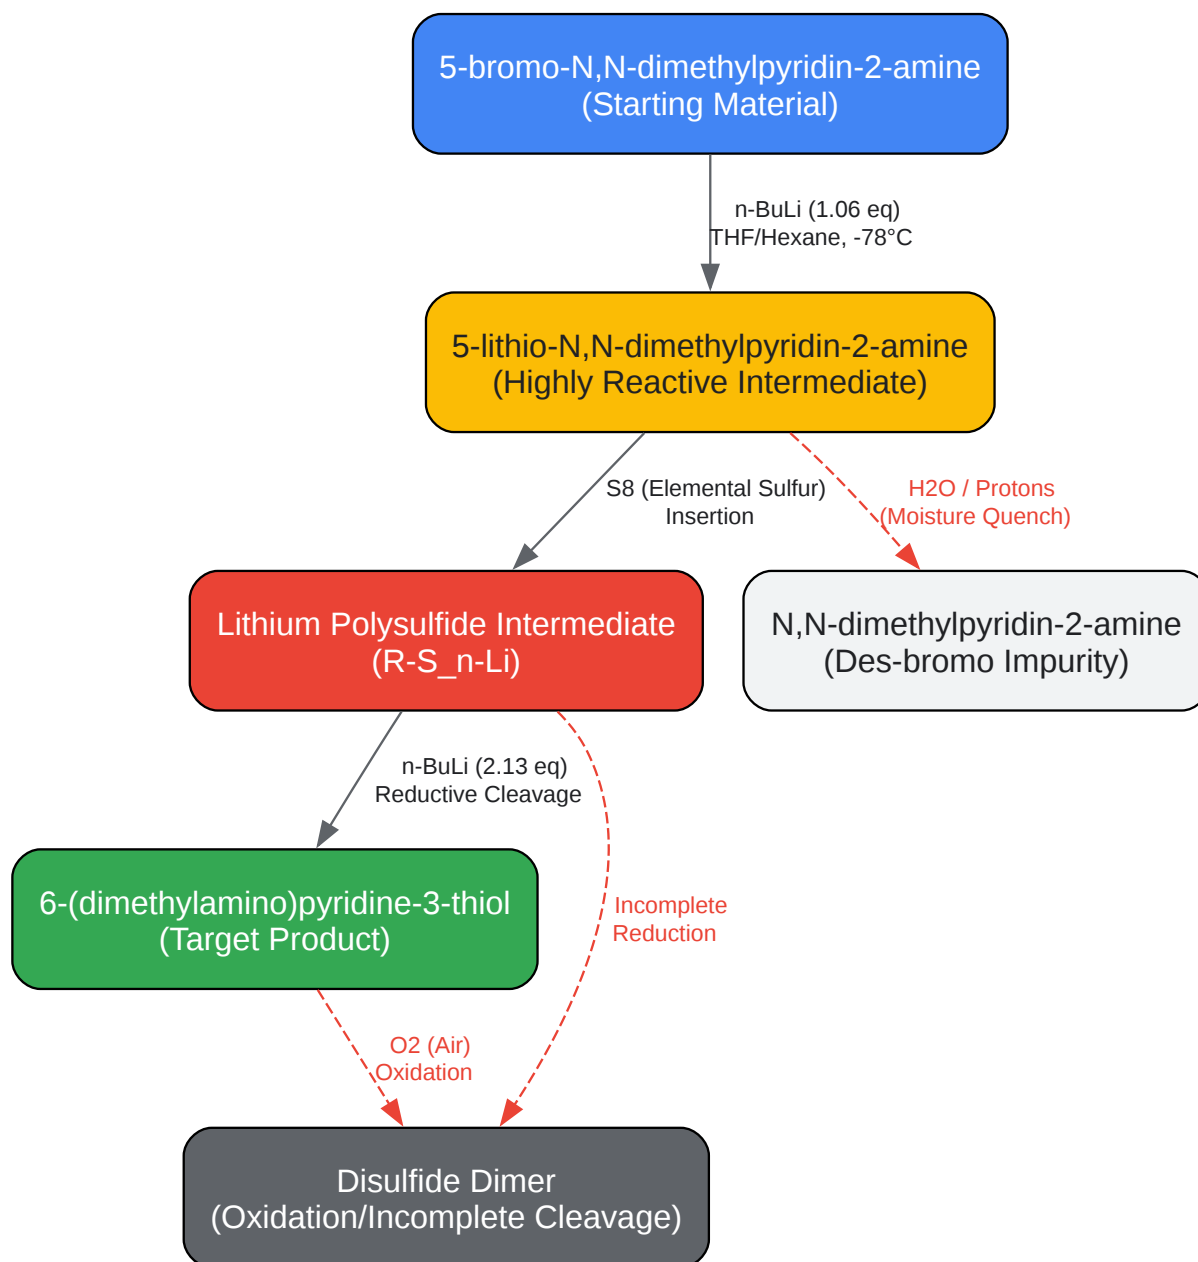 5-bromo-N,N-dimethylpyridin-2-amine
(Starting Material)
n-BuLi (1.06 eq)
THF/Hexane, -78°C
5-lithio-N,N-dimethylpyridin-2-amine
(Highly Reactive Intermediate)
S8 (Elemental Sulfur)
Insertion
H2O / Protons
(Moisture Quench)
Lithium Polysulfide Intermediate
(R-S_n-Li)
N,N-dimethylpyridin-2-amine
(Des-bromo Impurity)
n-BuLi (2.13 eq)
Reductive Cleavage
6-(dimethylamino)pyridine-3-thiol
(Target Product)
Incomplete
Reduction
O2 (Air)
Oxidation
Disulfide Dimer
(Oxidation/Incomplete Cleavage)